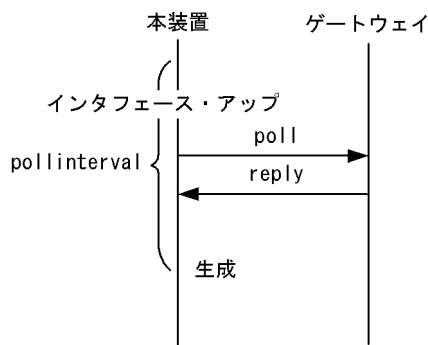 本装置
ゲートウェイ
インタフェース・アップ
poll
pollinterval
reply
生成